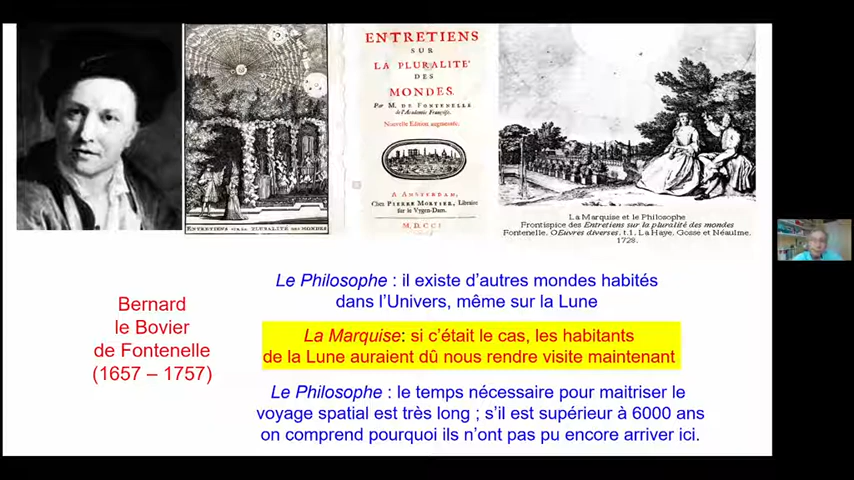 ENTRETIENS
SUR
LA PLURALITE'
DES
MONDES.
Par M. DE FONTENELLE
de l'Academie Françoise.
Nouvelle Edition augmentée.
A AMSTERDAM,
Chez PIERRE MORTIER, Libraire
sur le Vygen-Dam.
M. D. CCI
ENTRETIENS SUR LA PLURALITÉ DES MONDES
La Marquise et le Philosophe
Frontispice des Entretiens sur la pluralité des mondes
Fontenelle, OEuvres diverses, t.1, La Haye, Gosse et Néaulme,
1728.
Bernard
le Bovier
de Fontenelle
(1657 – 1757)
Le Philosophe : il existe d’autres mondes habités
dans l’Univers, même sur la Lune
La Marquise: si c’était le cas, les habitants
de la Lune auraient dû nous rendre visite maintenant
Le Philosophe : le temps nécessaire pour maitriser le
voyage spatial est très long ; s’il est supérieur à 6000 ans
on comprend pourquoi ils n’ont pas pu encore arriver ici.